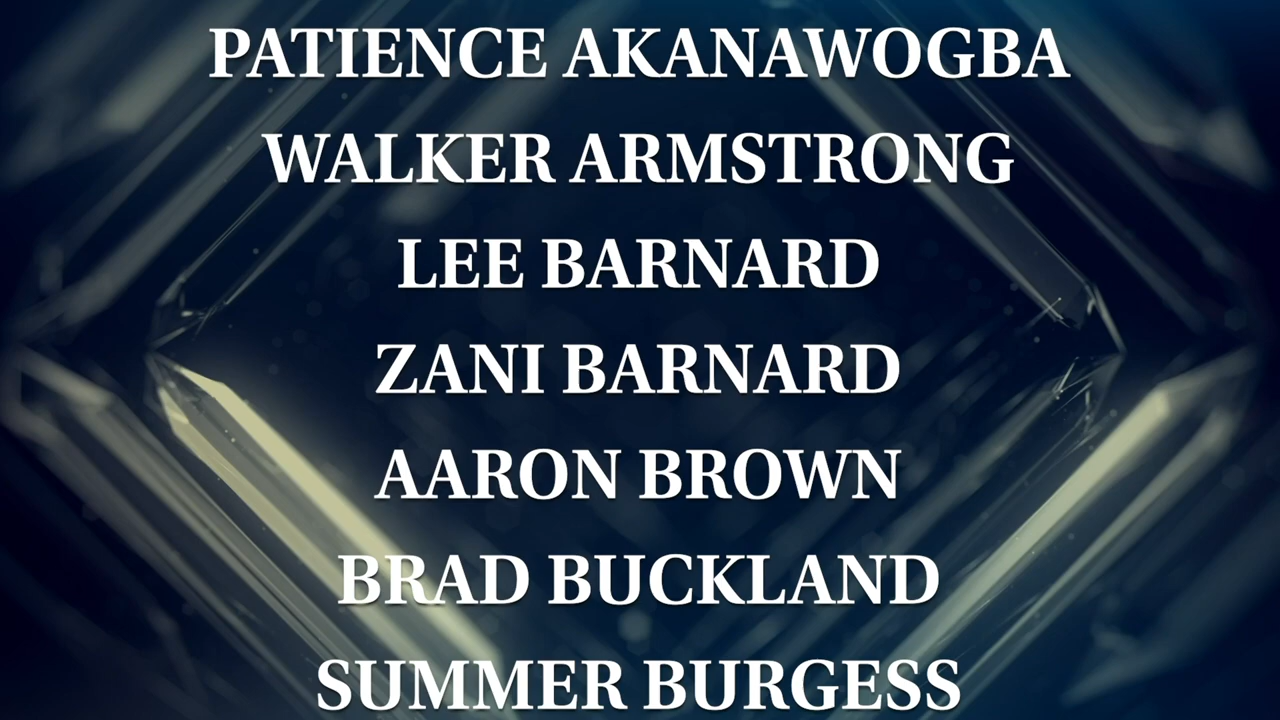 PATIENCE AKANAWOGBA
WALKER ARMSTRONG
LEE BARNARD
ZANI BARNARD
AARON BROWN
BRAD BUCKLAND
SUMMER BURGESS